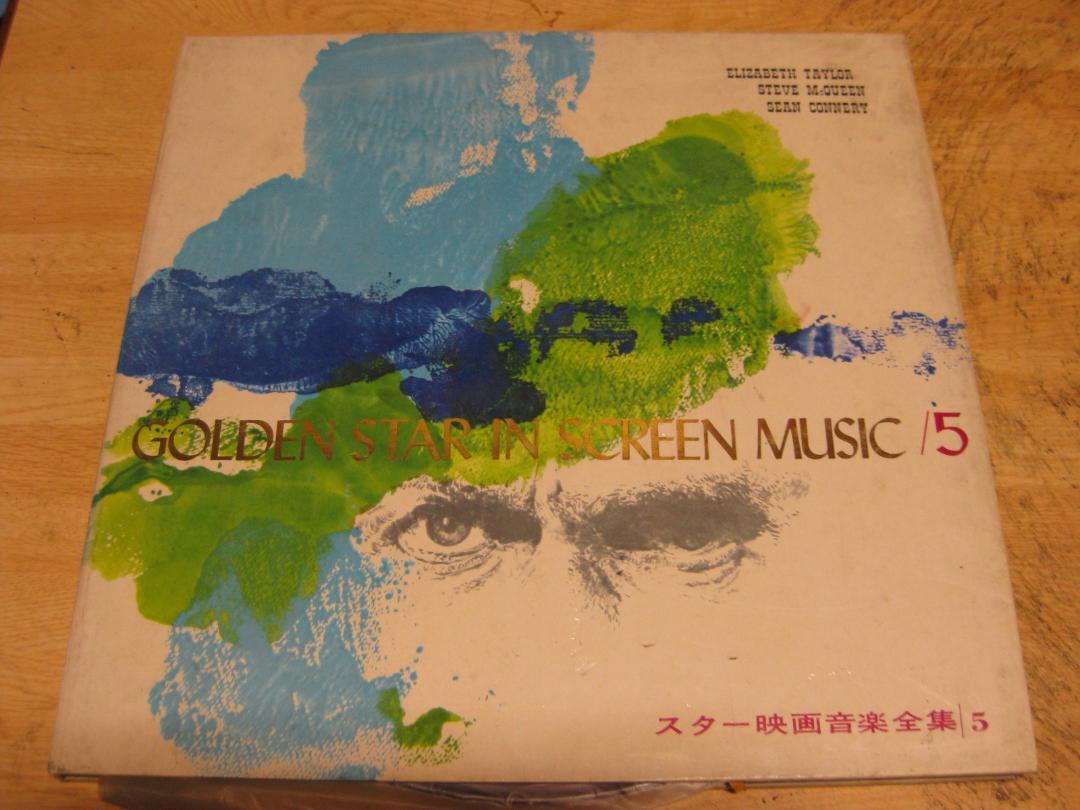 ELIZABETH TAYLOR
STEVE McQUEEN
SEAN CONNERY
GOLDEN STAR IN SCREEN MUSIC /5
スター映画音楽全集|5